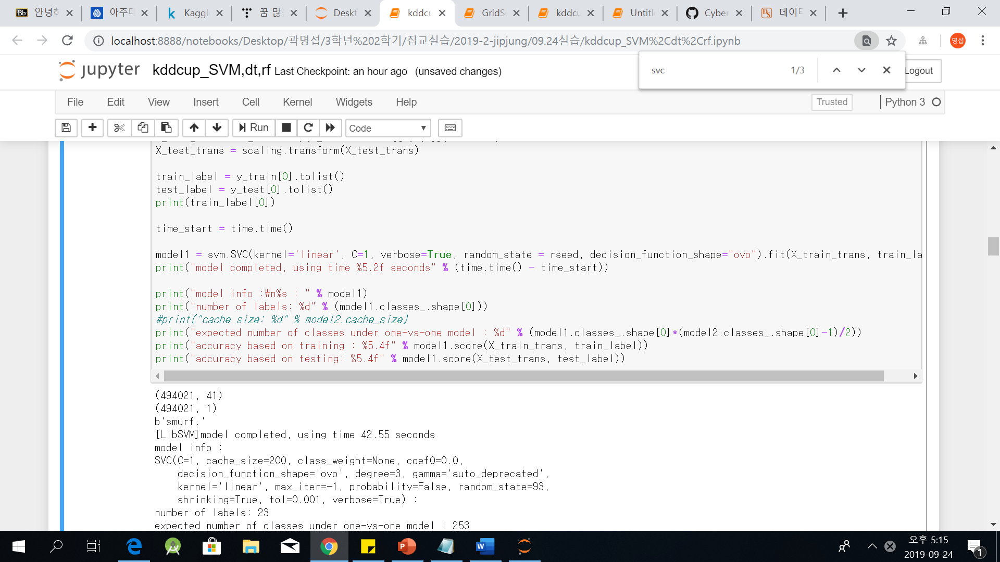 안녕하
아주대
Kaggl
꿈 많
Deskt
kddcu
GridS
kddcu
Untitl
Cyber
데이터
localhost:8888/notebooks/Desktop/곽명섭/3학년%202학기/집교실습/2019-2-jipjung/09.24실습/kddcup_SVM%2Cdt%2Crf.ipynb
명섭
svc 1/3
jupyter kddcup_SVM,dt,rf Last Checkpoint: an hour ago (unsaved changes)
Logout
File Edit View Insert Cell Kernel Widgets Help Trusted Python 3
Run Code
X_test_trans = scaling.transform(X_test_trans)
train_label = y_train[0].tolist()
test_label = y_test[0].tolist()
print(train_label[0])
time_start = time.time()
model1 = svm.SVC(kernel='linear', C=1, verbose=True, random_state = rseed, decision_function_shape="ovo").fit(X_train_trans, train_la
print("model completed, using time %5.2f seconds" % (time.time() - time_start))
print("model info :₩n%s : " % model1)
print("number of labels: %d" % (model1.classes_.shape[0]))
#print("cache size: %d" % model2.cache_size)
print("expected number of classes under one-vs-one model : %d" % (model1.classes_.shape[0]*(model2.classes_.shape[0]-1)/2))
print("accuracy based on training : %5.4f" % model1.score(X_train_trans, train_label))
print("accuracy based on testing: %5.4f" % model1.score(X_test_trans, test_label))
(494021, 41)
(494021, 1)
b'smurf.'
[LibSVM]model completed, using time 42.55 seconds
model info :
SVC(C=1, cache_size=200, class_weight=None, coef0=0.0,
decision_function_shape='ovo', degree=3, gamma='auto_deprecated',
kernel='linear', max_iter=-1, probability=False, random_state=93,
shrinking=True, tol=0.001, verbose=True) :
number of labels: 23
expected number of classes under one-vs-one model : 253
오후 5:15
2019-09-24
1